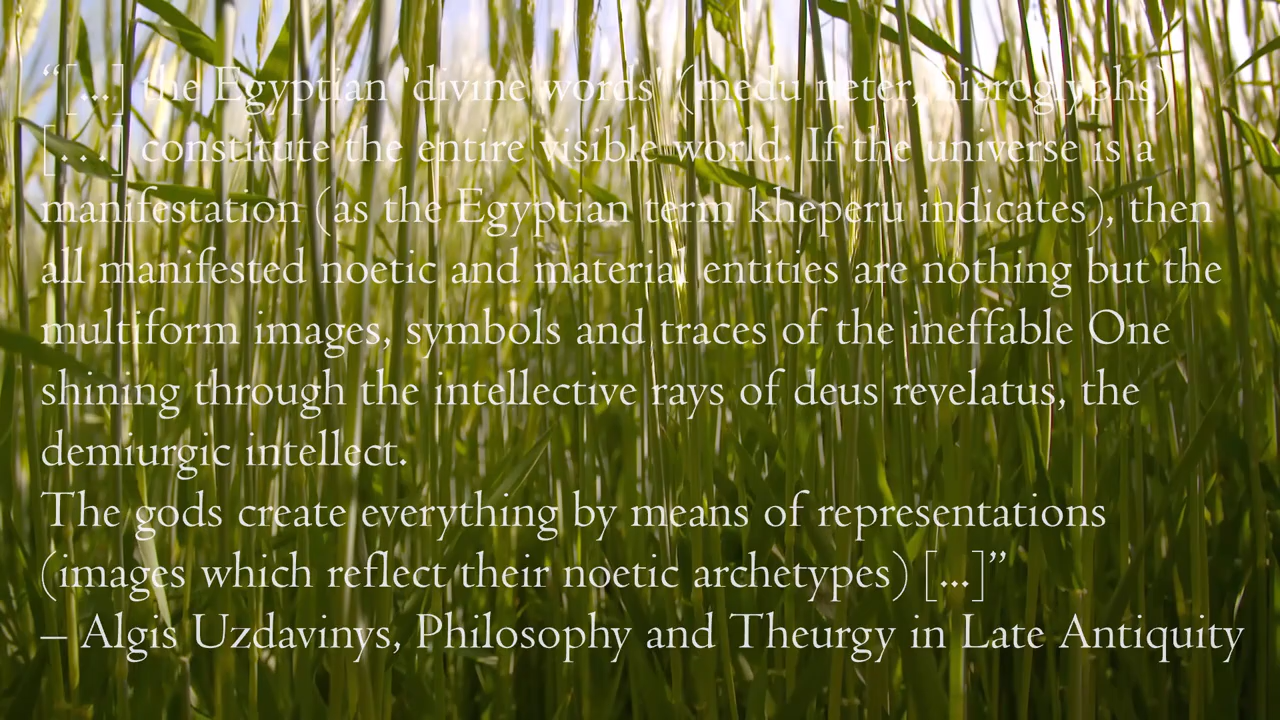 “[...] the Egyptian 'divine words' (medu neter, hieroglyphs)
[...] constitute the entire visible world. If the universe is a
manifestation (as the Egyptian term kheperu indicates), then
all manifested noetic and material entities are nothing but the
multiform images, symbols and traces of the ineffable One
shining through the intellective rays of deus revelatus, the
demiurgic intellect.
The gods create everything by means of representations
(images which reflect their noetic archetypes) [...]”
– Algis Uzdavinys, Philosophy and Theurgy in Late Antiquity